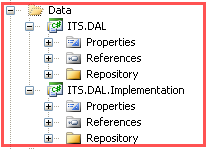 Data
ITS.DAL
Properties
References
Repository
ITS.DAL.Implementation
Properties
References
Repository